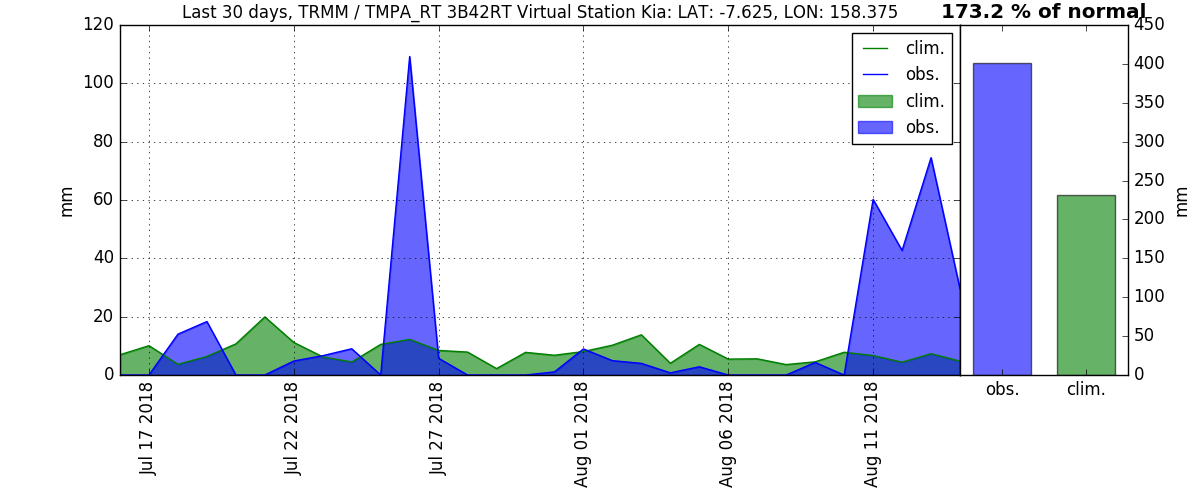 Last 30 days, TRMM / TMPA_RT 3B42RT Virtual Station Kia: LAT: -7.625, LON: 158.375
173.2 % of normal
120
100
80
60
40
20
0
mm
clim.
obs.
clim.
obs.
Jul 17 2018
Jul 22 2018
Jul 27 2018
Aug 01 2018
Aug 06 2018
Aug 11 2018
450
400
350
300
250
200
150
100
50
0
mm
obs.
clim.